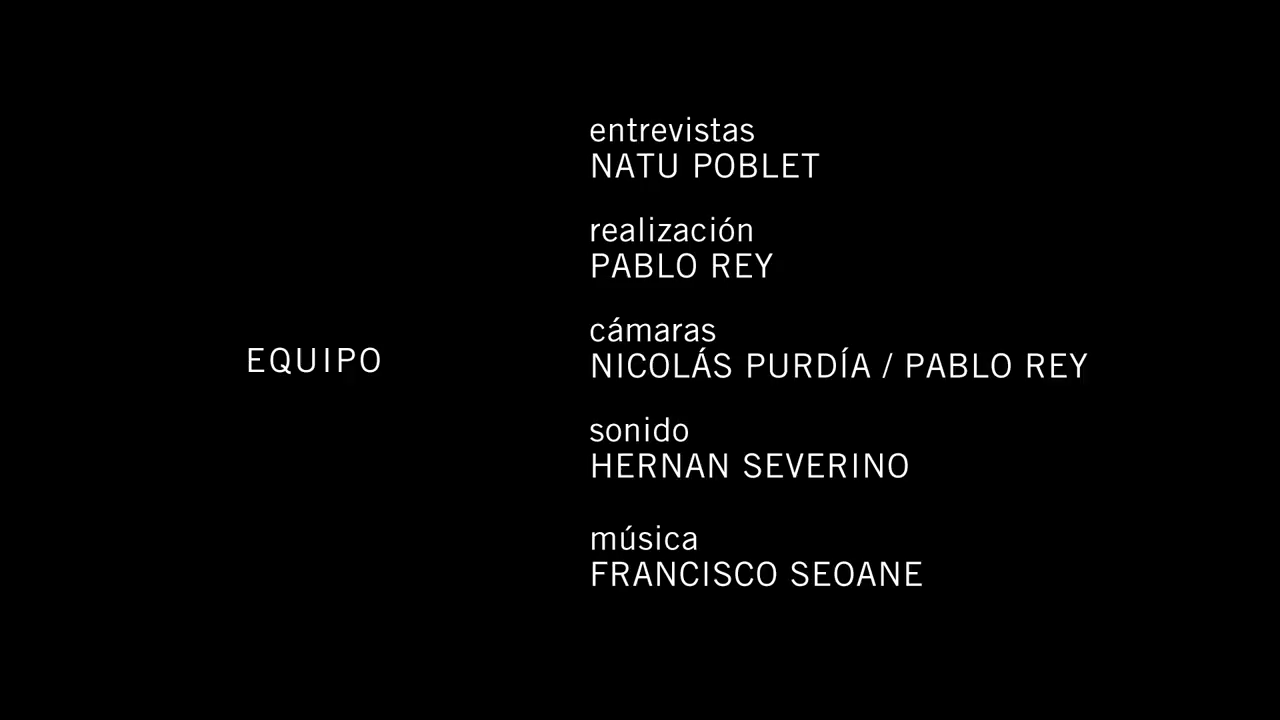 EQUIPO
entrevistas
NATU POBLET
realización
PABLO REY
cámaras
NICOLÁS PURDÍA / PABLO REY
sonido
HERNAN SEVERINO
música
FRANCISCO SEOANE